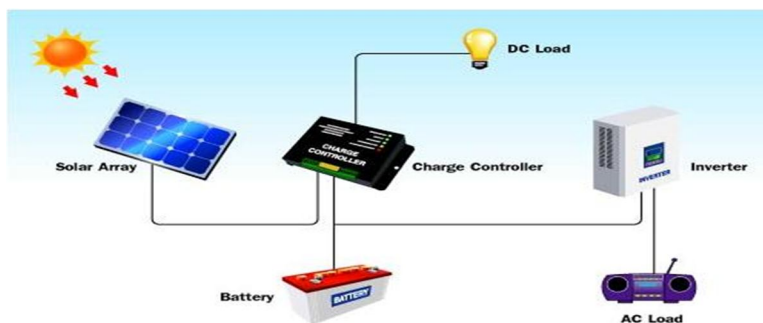 DC Load
CHARGE
CONTROLLER
Solar Array
Charge Controller
INVERTER
Inverter
Battery
BATTERY
AC Load